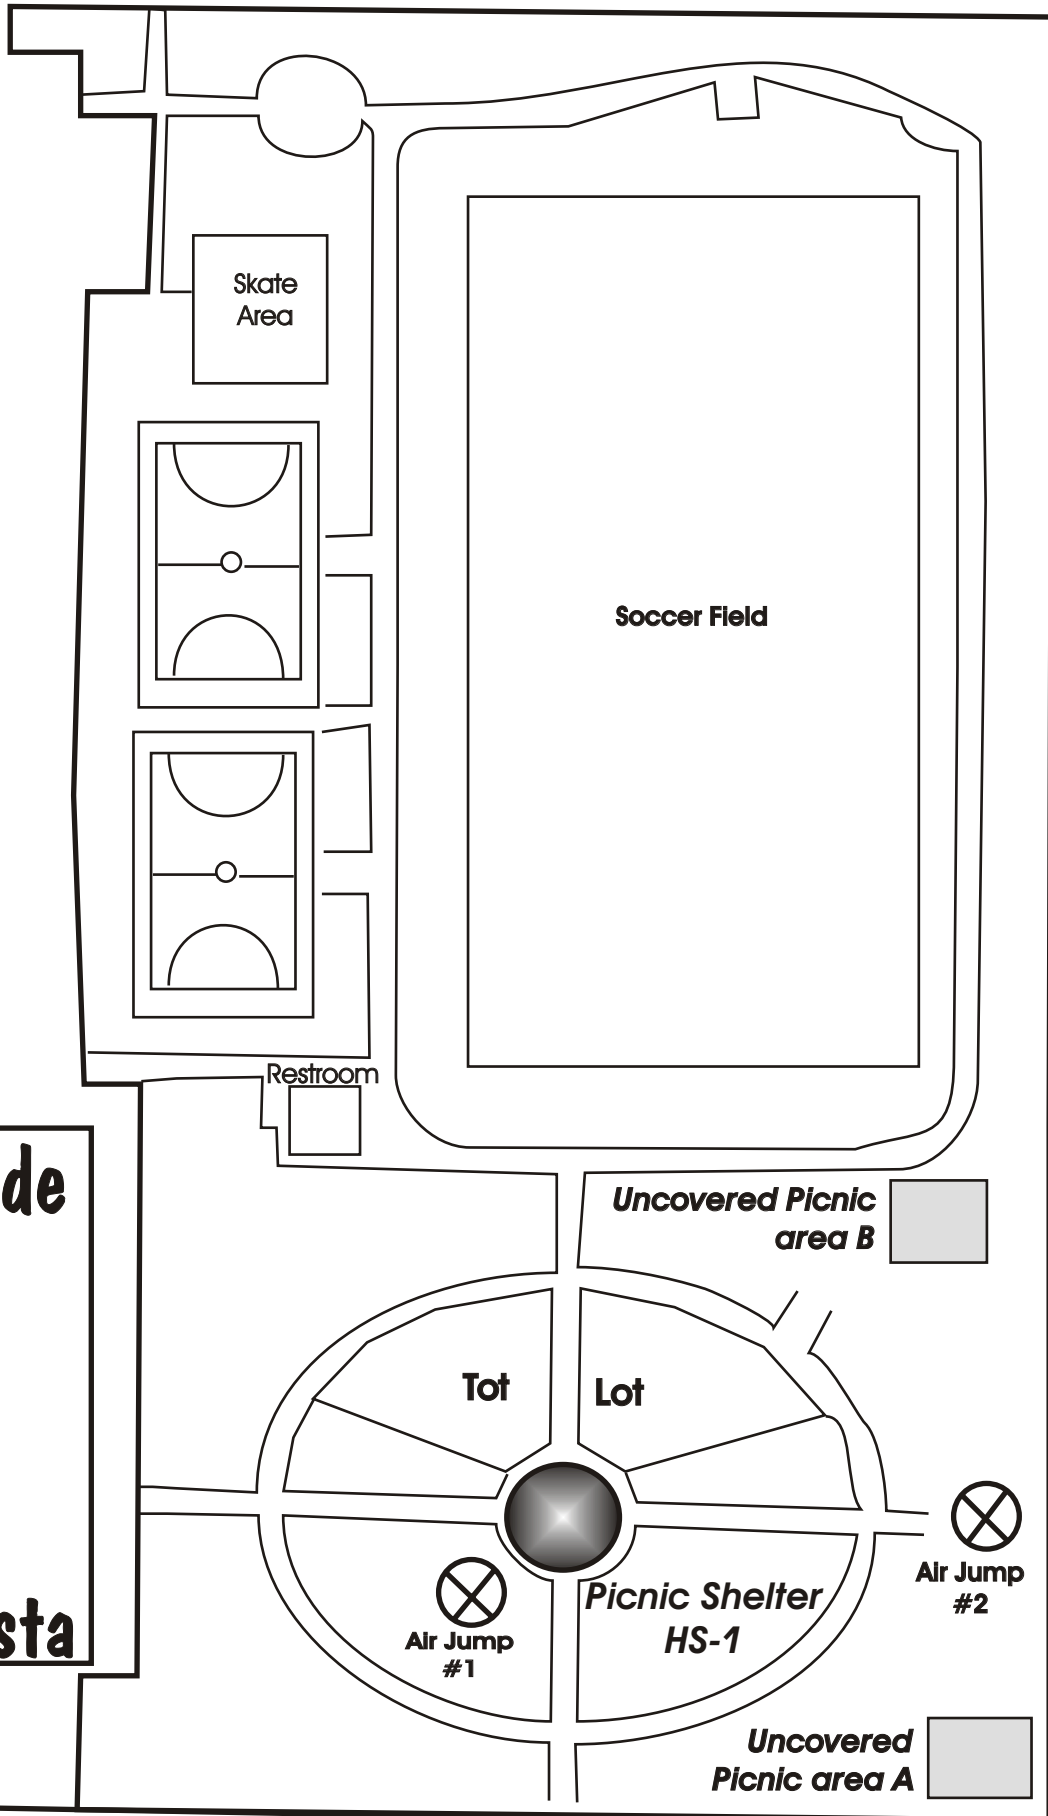 Skate
Area
Soccer Field
Restroom
de
Uncovered Picnic
area B
Tot Lot
Air Jump
#2
Picnic Shelter
HS-1
Air Jump
#1
sta
Uncovered
Picnic area A